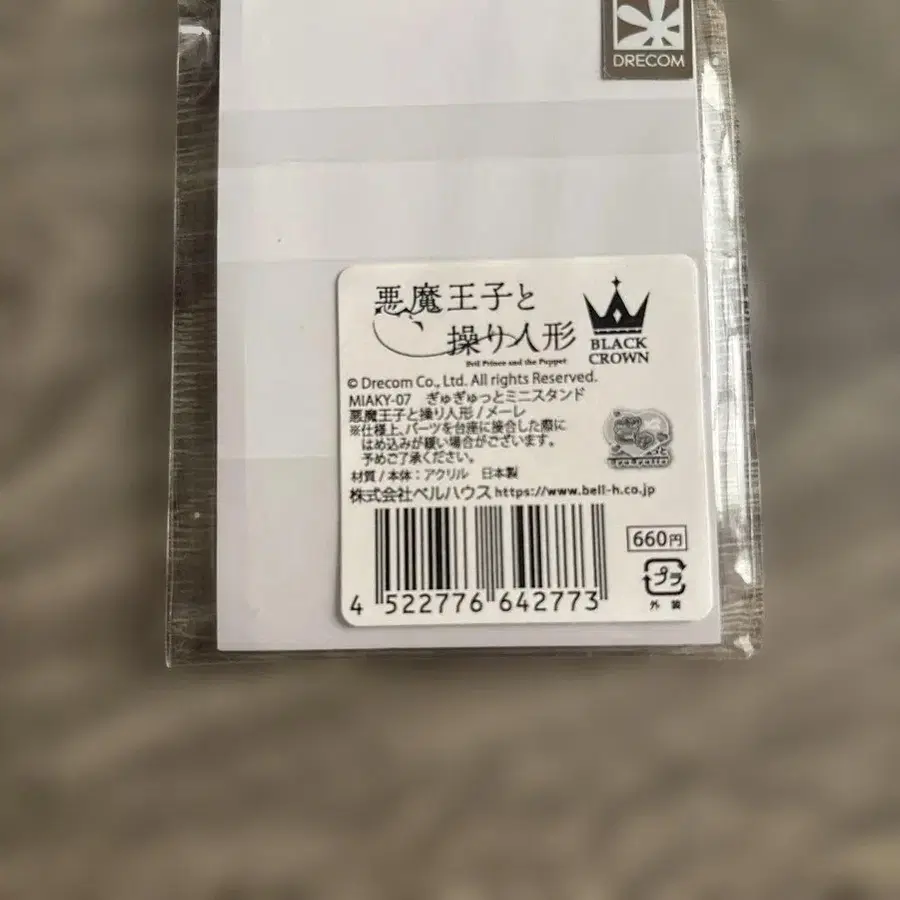 DRECOM
悪魔王子と
操り人形
Evil Prince and the Puppet
BLACK
CROWN
© Drecom Co., Ltd. All rights Reserved.
MIAKY-07 ぎゅぎゅっとミニスタンド
悪魔王子と操り人形/メーレ
※仕様上、パーツを台座に接合した際に
はめ込みが緩い場合がございます。
予めご了承ください。
材質/本体:アクリル 日本製
株式会社ベルハウス https://www.bell-h.co.jp
660円
プラ
外装
4 522776 642773